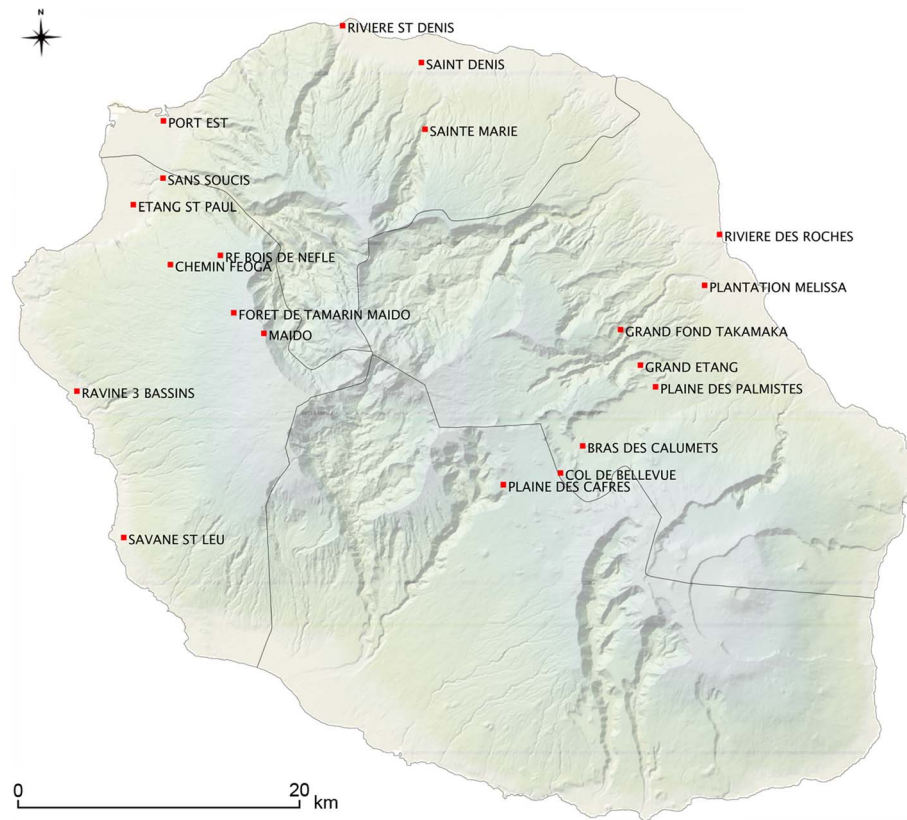 N
RIVIERE ST DENIS
SAINT DENIS
PORT EST
SAINTE MARIE
SANS SOUCIS
ETANG ST PAUL
RIVIERE DES ROCHES
RF BOIS DE NEFLE
CHEMIN FEOGA
PLANTATION MELISSA
FORET DE TAMARIN MAIDO
GRAND FOND TAKAMAKA
MAIDO
GRAND ETANG
PLAINE DES PALMISTES
RAVINE 3 BASSINS
BRAS DES CALUMETS
COL DE BELLEVUE
PLAINE DES CAFRES
SAVANE ST LEU
0 20
km